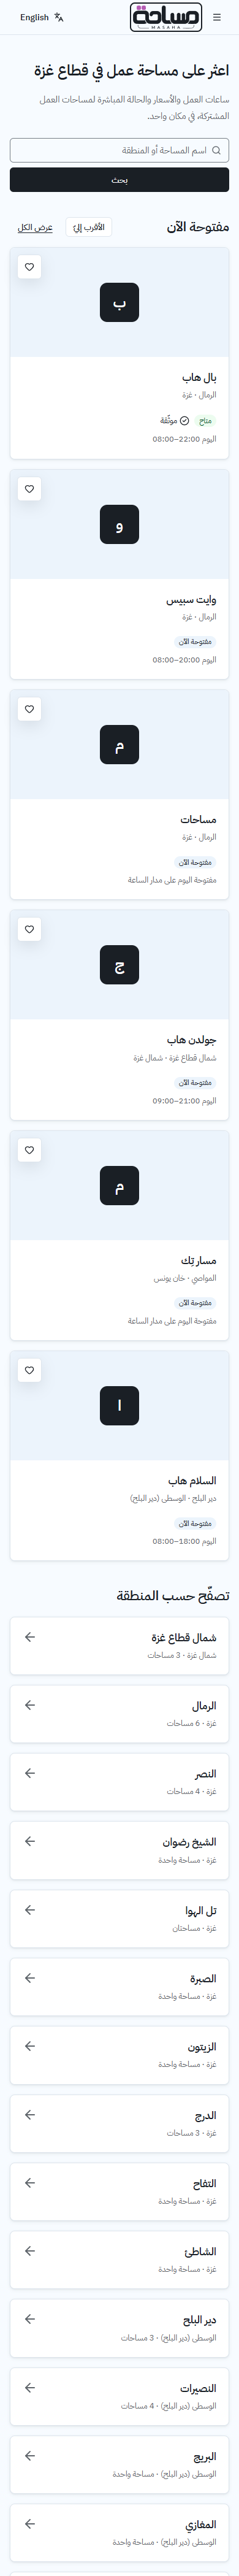 مساحة
MASAHA
English
اعثر على مساحة عمل في قطاع غزة
ساعات العمل والأسعار والحالة المباشرة لمساحات العمل
المشتركة، في مكان واحد.
اسم المساحة أو المنطقة
بحث
مفتوحة الآن
الأقرب إليّ
عرض الكل
ب
بال هاب
الرمال · غزة
متاح
موثّقة
اليوم 08:00–22:00
و
وايت سبيس
الرمال · غزة
مفتوحة الآن
اليوم 08:00–20:00
م
مساحات
الرمال · غزة
مفتوحة الآن
مفتوحة اليوم على مدار الساعة
ج
جولدن هاب
شمال قطاع غزة · شمال غزة
مفتوحة الآن
اليوم 09:00–21:00
م
مسار تِك
المواصي · خان يونس
مفتوحة الآن
مفتوحة اليوم على مدار الساعة
ا
السلام هاب
دير البلح · الوسطى (دير البلح)
مفتوحة الآن
اليوم 08:00–18:00
تصفّح حسب المنطقة
شمال قطاع غزة
شمال غزة · 3 مساحات
الرمال
غزة · 6 مساحات
النصر
غزة · 4 مساحات
الشيخ رضوان
غزة · مساحة واحدة
تل الهوا
غزة · مساحتان
الصبرة
غزة · مساحة واحدة
الزيتون
غزة · مساحة واحدة
الدرج
غزة · 3 مساحات
التفاح
غزة · مساحة واحدة
الشاطئ
غزة · مساحة واحدة
دير البلح
الوسطى (دير البلح) · 3 مساحات
النصيرات
الوسطى (دير البلح) · 4 مساحات
البريج
الوسطى (دير البلح) · مساحة واحدة
المغازي
الوسطى (دير البلح) · مساحة واحدة